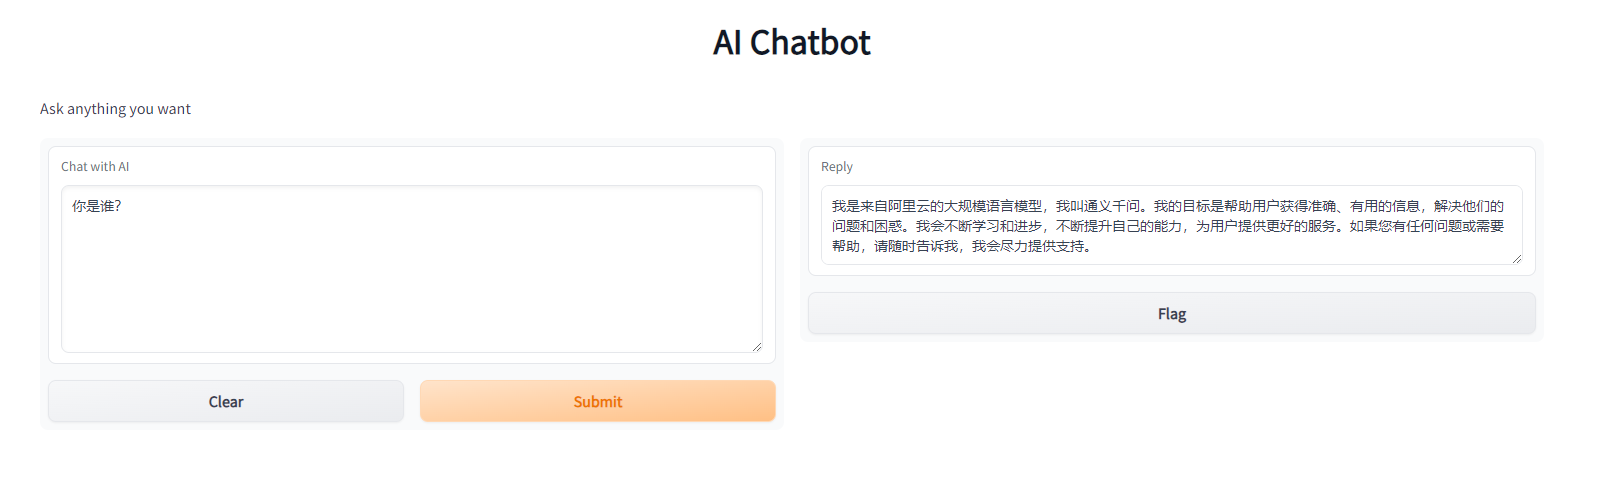 AI Chatbot
Ask anything you want
Chat with AI
你是谁?
Clear
Submit
Reply
我是来自阿里云的大规模语言模型，我叫通义千问。我的目标是帮助用户获得准确、有用的信息，解决他们的
问题和困惑。我会不断学习和进步，不断提升自己的能力，为用户提供更好的服务。如果您有任何问题或需要
帮助，请随时告诉我，我会尽力提供支持。
Flag